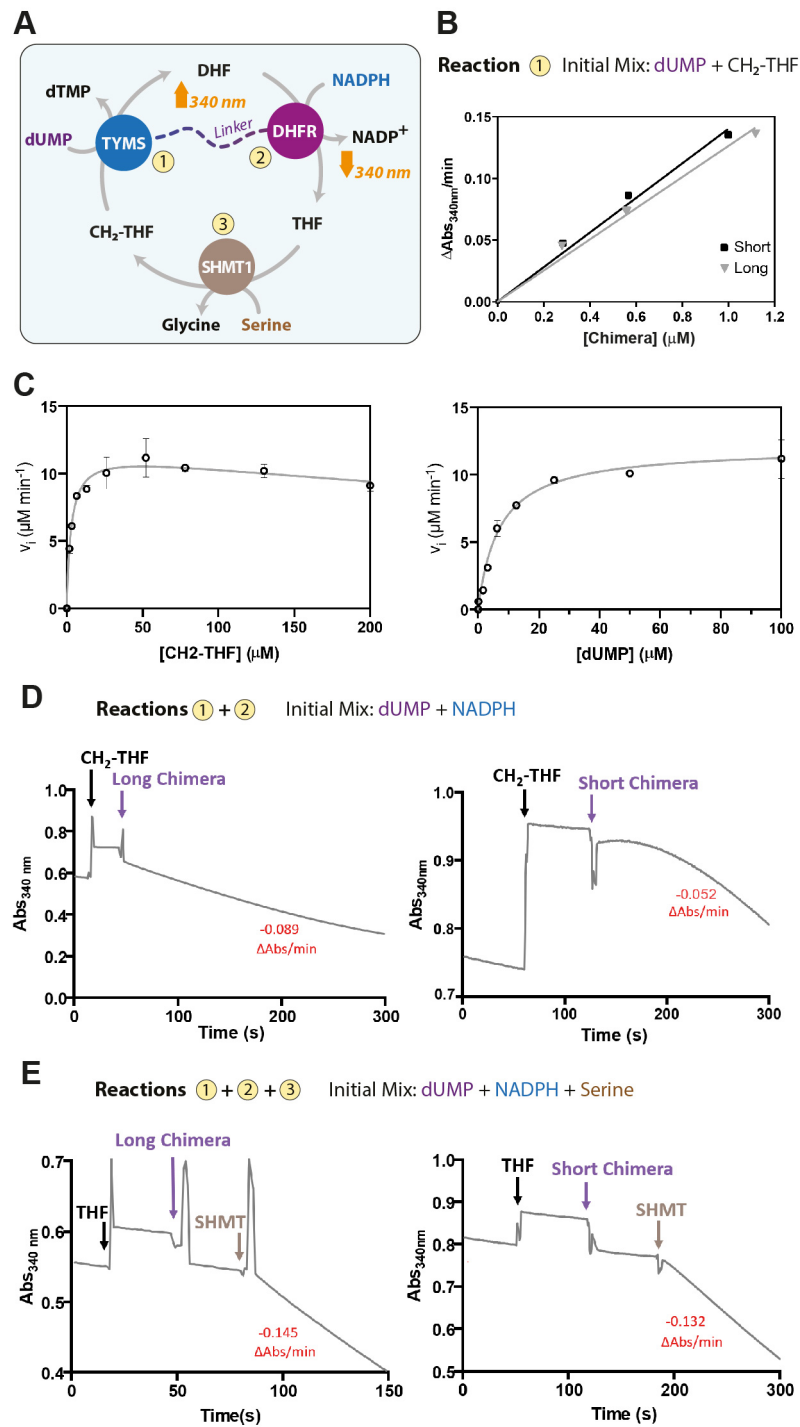 A
DHF
NADPH
dTMP
340 nm
Linker
dUMP
TYMS
DHFR
NADP+
1
2
340 nm
3
CH₂-THF
THF
SHMT1
Glycine
Serine
B
Reaction 1 Initial Mix: dUMP + CH₂-THF
0.15
0.10
0.05
0.00
ΔAbs340nm/min
Short
Long
0.0 0.2 0.4 0.6 0.8 1.0 1.2
[Chimera] (μM)
C
15
10
5
0
vi (μM min⁻¹)
0 50 100 150 200
[CH2-THF] (μM)
15
10
5
0
vi (μM min⁻¹)
0 20 40 60 80 100
[dUMP] (μM)
D
Reactions 1 + 2 Initial Mix: dUMP + NADPH
CH₂-THF
Long Chimera
1.0
0.8
0.6
0.4
0.2
0.0
Abs340 nm
-0.089
ΔAbs/min
0 100 200 300
Time (s)
CH₂-THF
Short Chimera
1.0
0.9
0.8
0.7
Abs340nm
-0.052
ΔAbs/min
0 100 200 300
Time (s)
E
Reactions 1 + 2 + 3 Initial Mix: dUMP + NADPH + Serine
Long Chimera
THF
SHMT
0.7
0.6
0.5
0.4
Abs340 nm
-0.145
ΔAbs/min
0 50 100 150
Time(s)
THF
Short Chimera
SHMT
1.0
0.9
0.8
0.7
0.6
0.5
Abs340nm
-0.132
ΔAbs/min
0 100 200 300
Time (s)